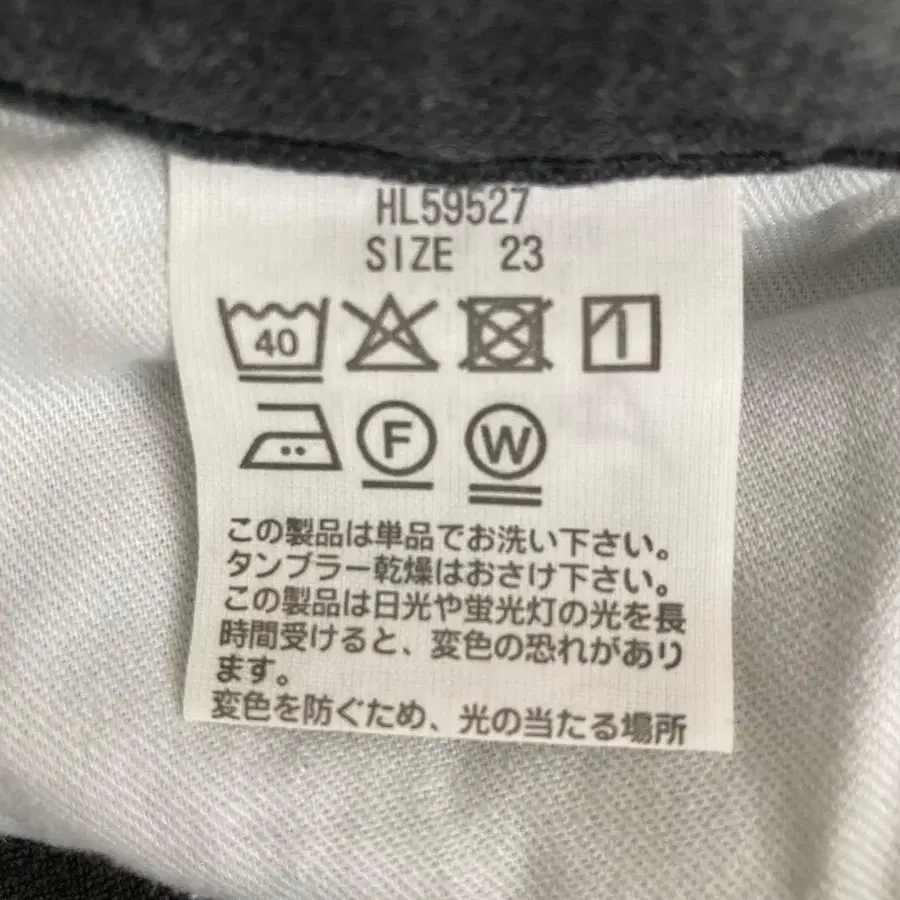 HL59527
SIZE 23
40
F W
この製品は単品でお洗い下さい。
タンブラー乾燥はおさけ下さい。
この製品は日光や蛍光灯の光を長
時間受けると、変色の恐れがあり
ます。
変色を防ぐため、光の当たる場所